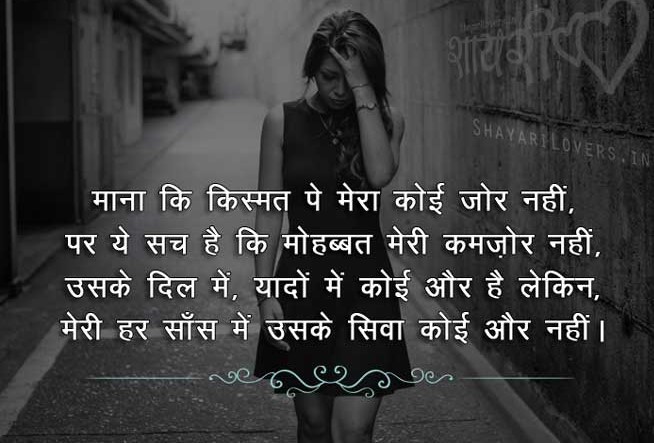 शायरी
SHAYARILOVERS.IN
माना कि किस्मत पे मेरा कोई जोर नहीं,
पर ये सच है कि मोहब्बत मेरी कमज़ोर नहीं,
उसके दिल में, यादों में कोई और है लेकिन,
मेरी हर साँस में उसके सिवा कोई और नहीं।